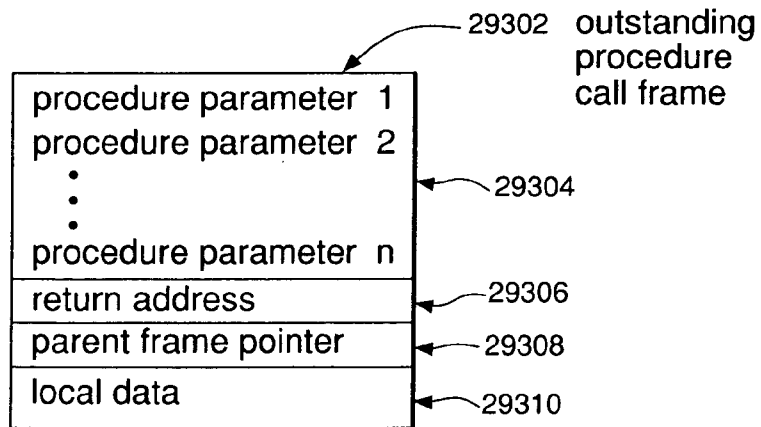 29302 outstanding
procedure
call frame
procedure parameter 1
procedure parameter 2
29304
procedure parameter n
return address
29306
parent frame pointer
29308
local data
29310